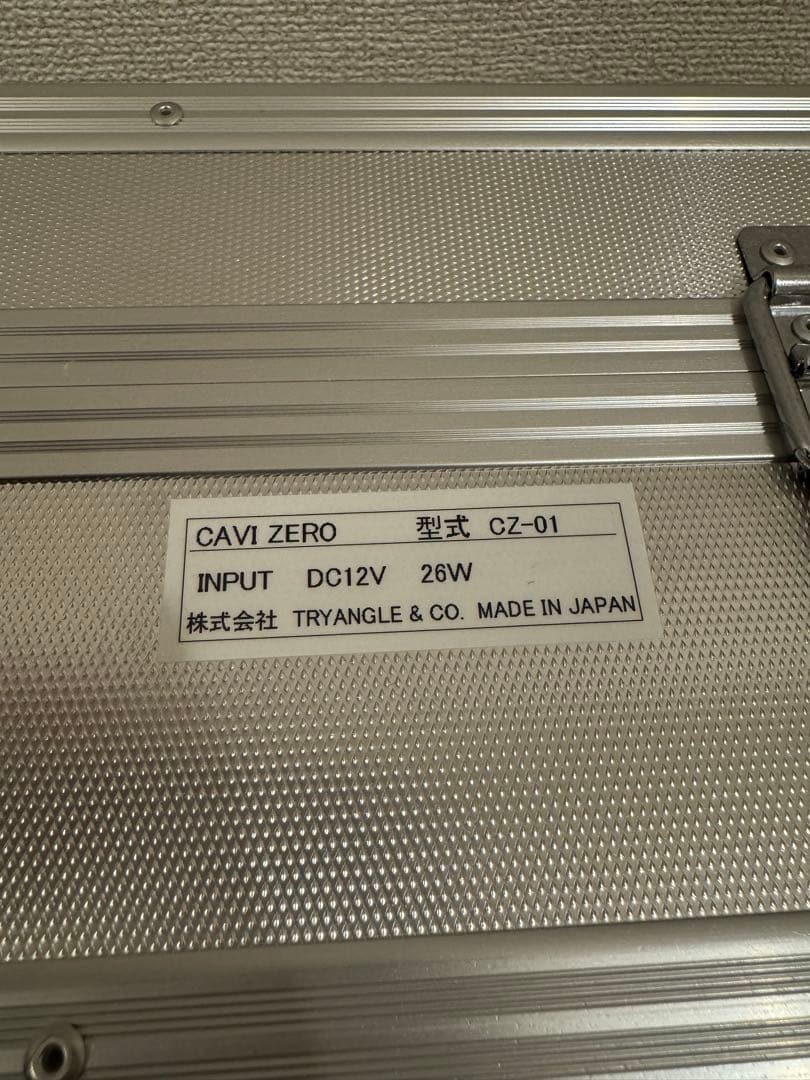 CAVI ZERO 型式 CZ-01
INPUT DC12V 26W
株式会社 TRYANGLE & CO. MADE IN JAPAN